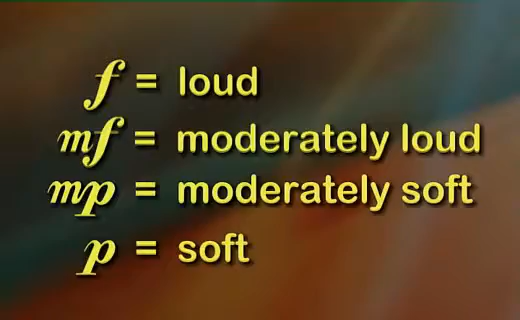 f = loud
mf = moderately loud
mp = moderately soft
p = soft